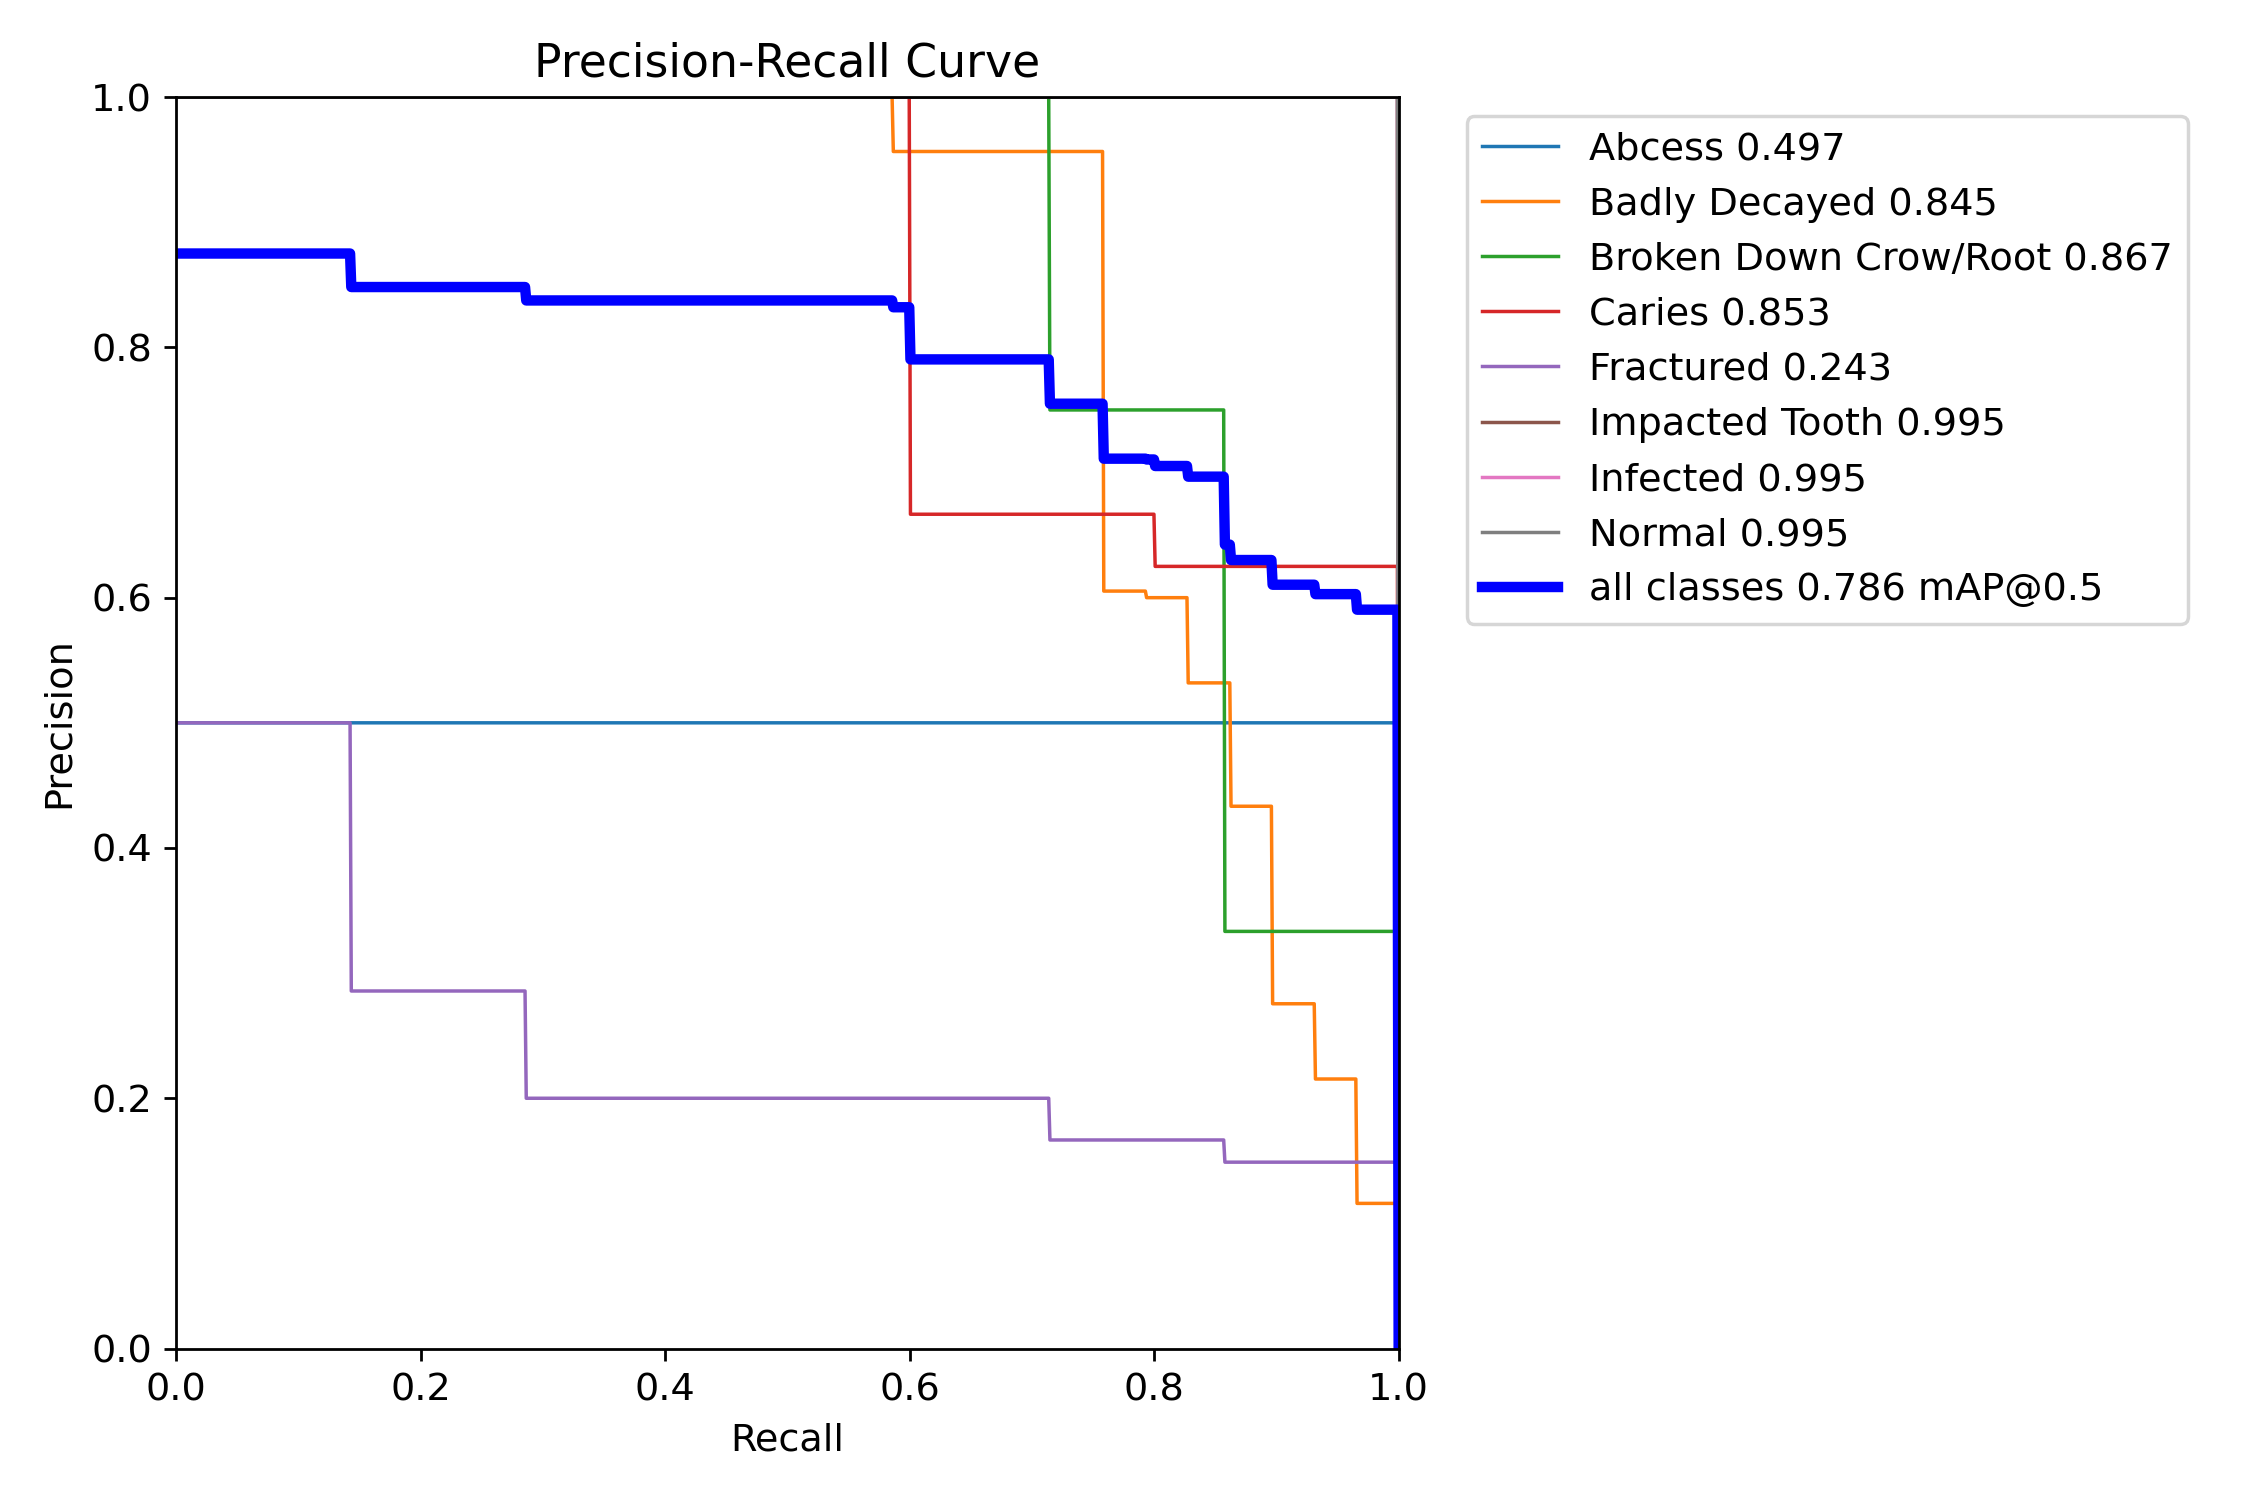 Precision-Recall Curve
1.0
0.8
0.6
0.4
0.2
0.0
Precision
0.0 0.2 0.4 0.6 0.8 1.0
Recall
Abcess 0.497
Badly Decayed 0.845
Broken Down Crow/Root 0.867
Caries 0.853
Fractured 0.243
Impacted Tooth 0.995
Infected 0.995
Normal 0.995
all classes 0.786 mAP@0.5